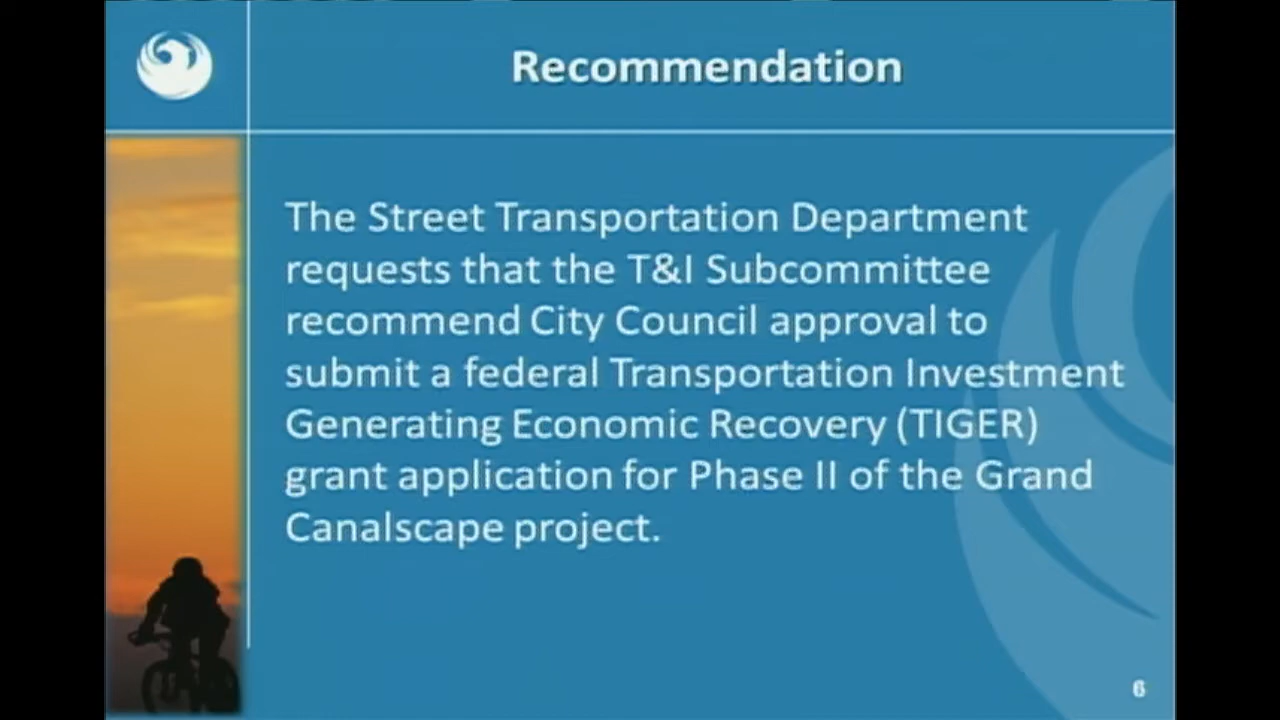 Recommendation
The Street Transportation Department
requests that the T&I Subcommittee
recommend City Council approval to
submit a federal Transportation Investment
Generating Economic Recovery (TIGER)
grant application for Phase II of the Grand
Canalscape project.
6